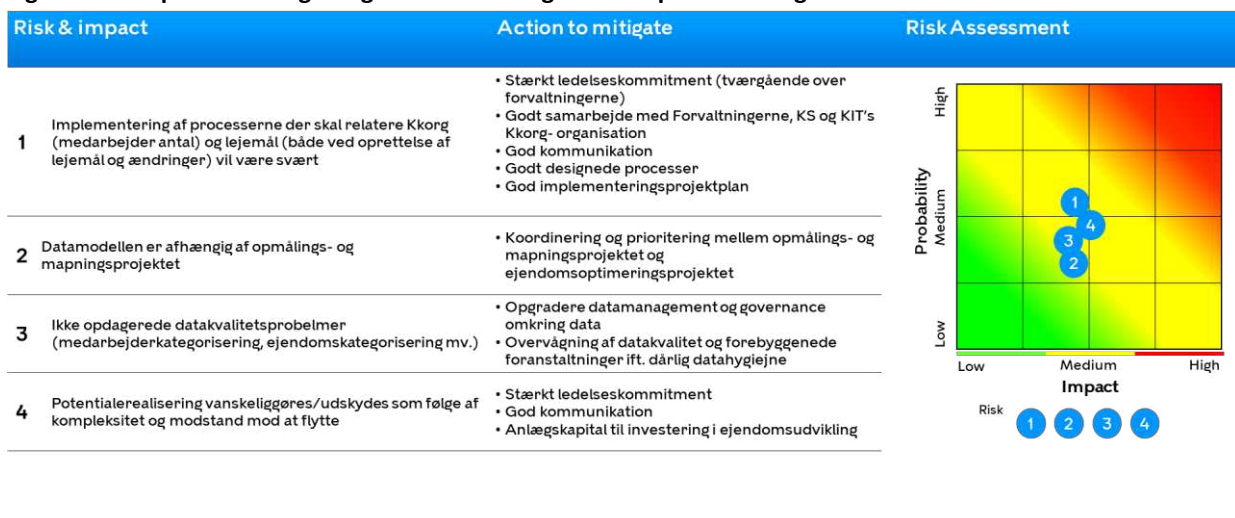 Risk & impact
Action to mitigate
Risk Assessment
1
Implementering af processerne der skal relatere Kkorg
(medarbejder antal) og lejemål (både ved oprettelse af
lejemål og ændringer) vil være svært
• Stærkt ledelseskommitment (tværgående over
forvaltningerne)
• Godt samarbejde med Forvaltningerne, KS og KIT's
Kkorg- organisation
• God kommunikation
• Godt designede processer
• God implementeringsprojektplan
2
Datamodellen er afhængig af opmålings- og
mapningsprojektet
• Koordinering og prioritering mellem opmålings- og
mapningsprojektet og
ejendomsoptimeringsprojektet
3
Ikke opdagerede datakvalitetsprobelmer
(medarbejderkategorisering, ejendomskategorisering mv.)
• Opgradere datamanagement og governance
omkring data
• Overvågning af datakvalitet og forebyggenede
foranstaltninger ift. dårlig datahygiejne
4
Potentialerealisering vanskeliggøres/udskydes som følge af
kompleksitet og modstand mod at flytte
• Stærkt ledelseskommitment
• God kommunikation
• Anlægskapital til investering i ejendomsudvikling
High
Medium
Low
Probability
1
4
3
2
Low
Medium
High
Impact
Risk
1
2
3
4